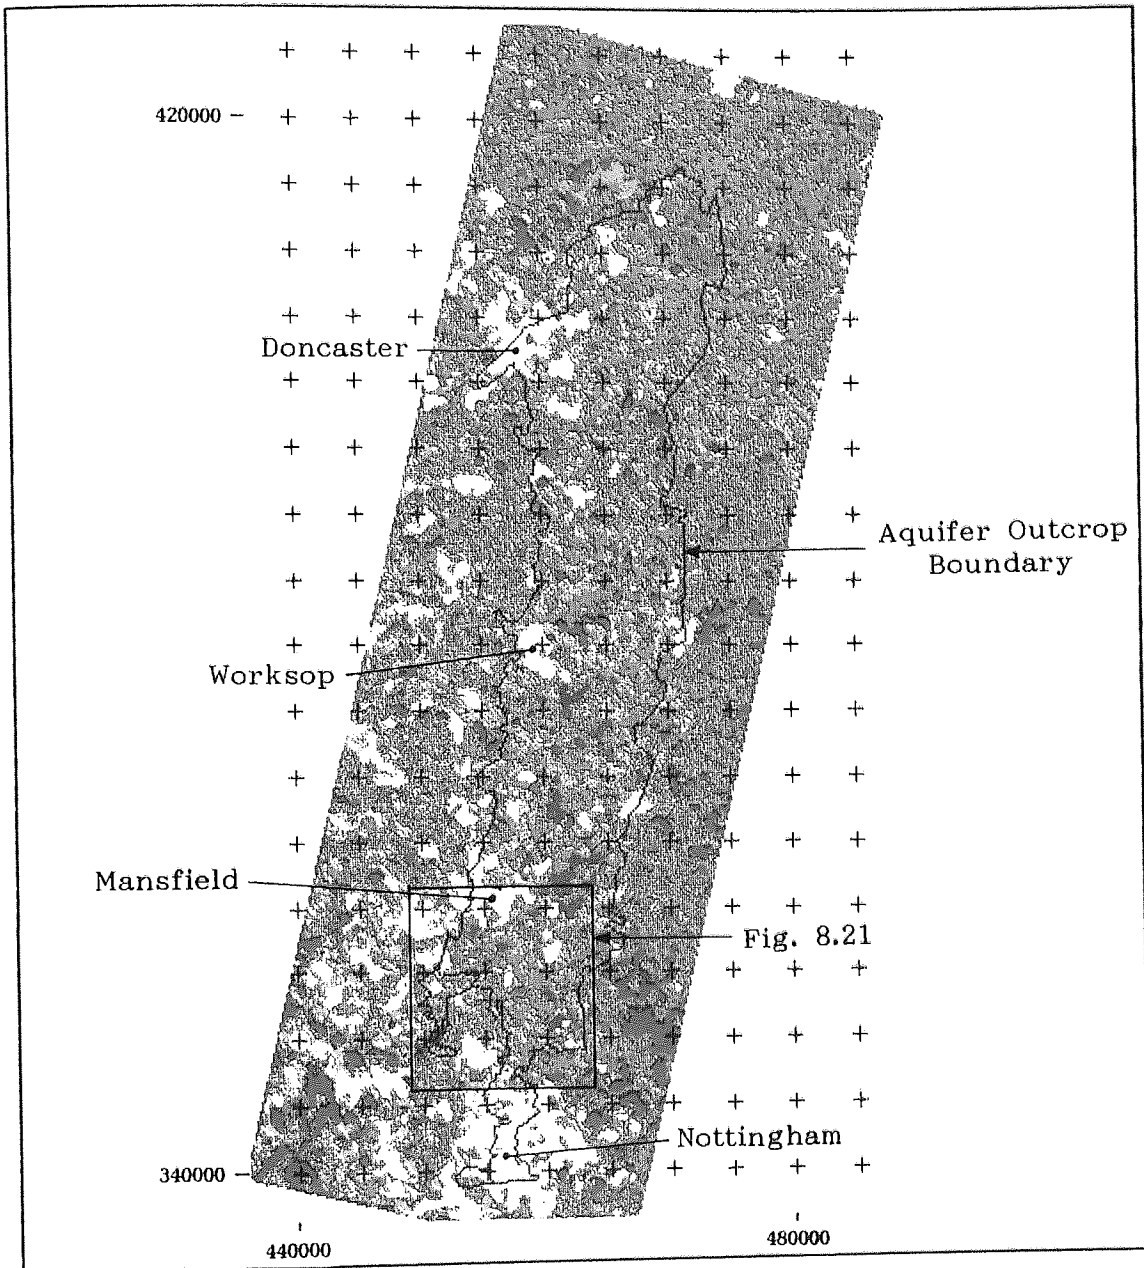 420000
Doncaster
Aquifer Outcrop
Boundary
Worksop
Mansfield
Fig. 8.21
Nottingham
340000
440000
480000